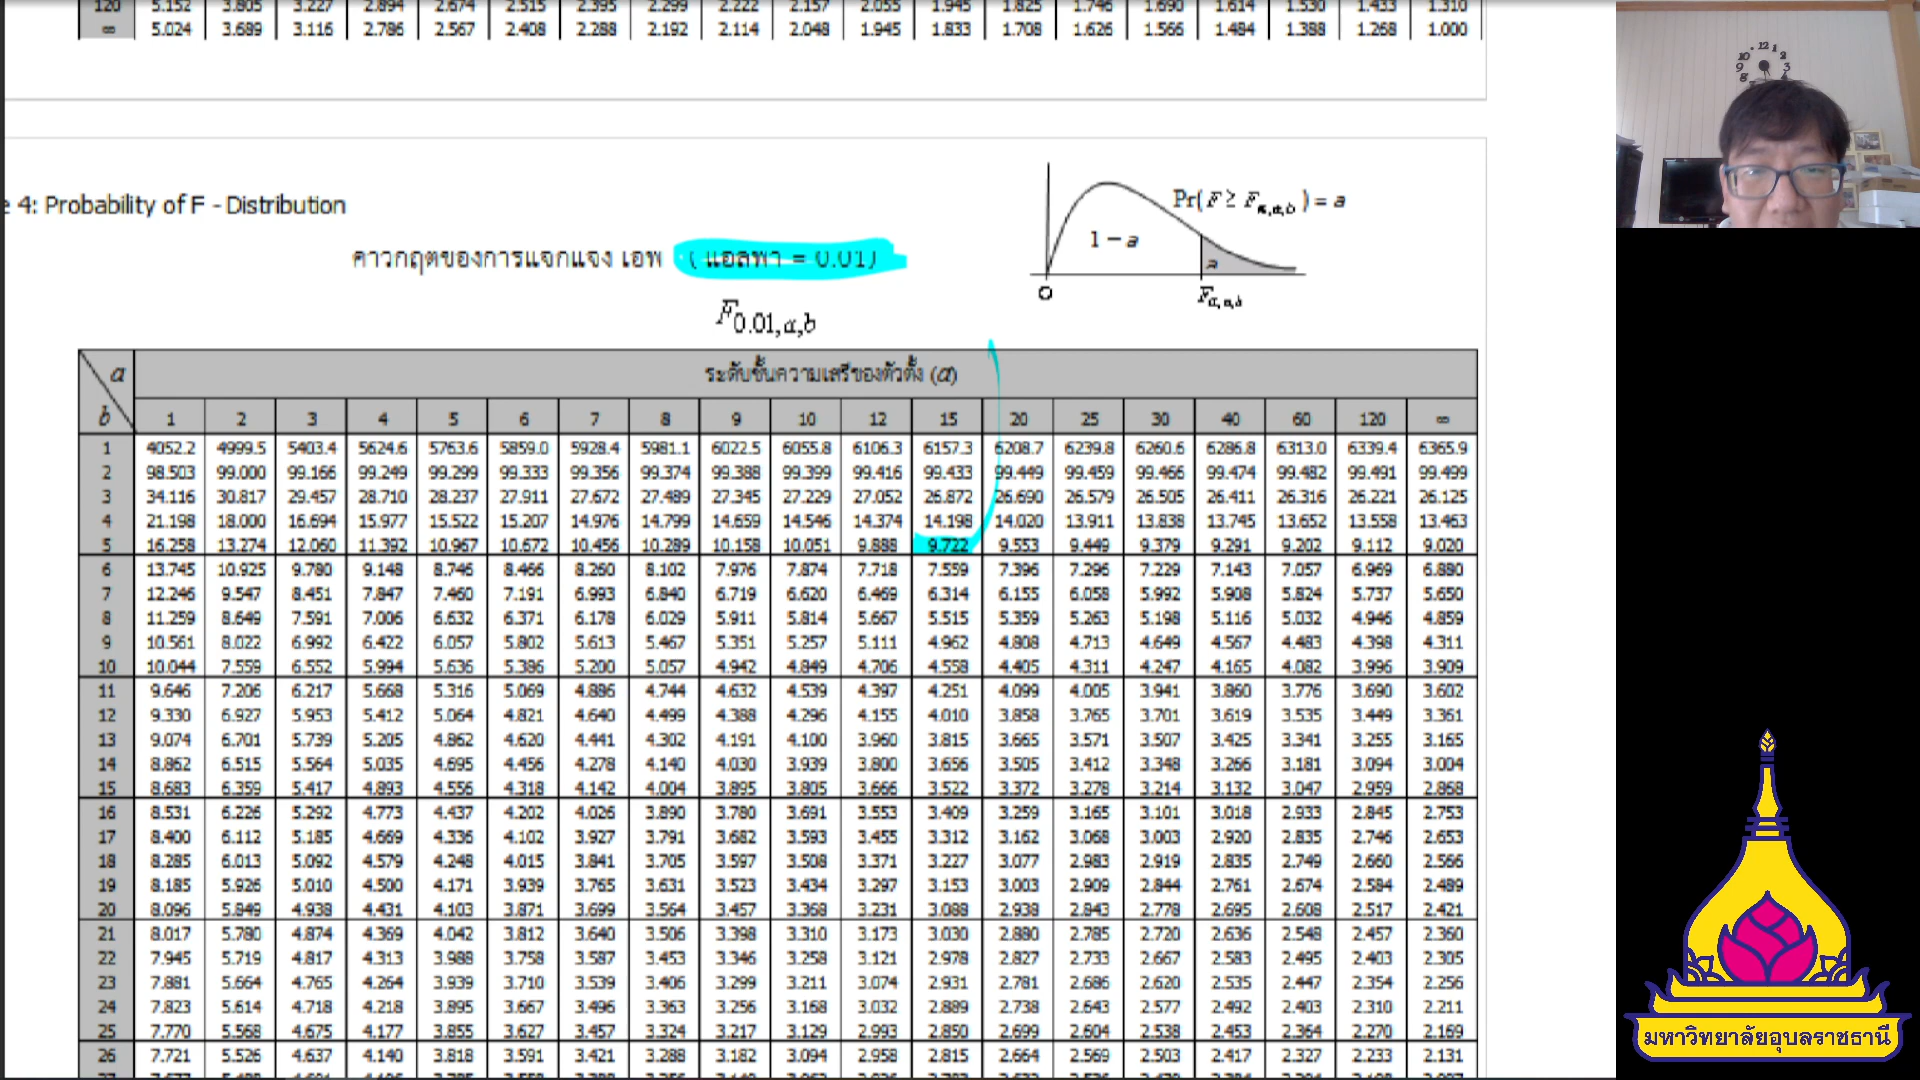 120 5.152 3.805 3.227 2.894 2.674 2.515 2.395 2.299 2.222 2.157 2.055 1.945 1.825 1.746 1.690 1.614 1.530 1.433 1.310
∞ 5.024 3.689 3.116 2.786 2.567 2.408 2.288 2.192 2.114 2.048 1.945 1.833 1.708 1.626 1.566 1.484 1.388 1.268 1.000
e 4: Probability of F - Distribution
Pr(F ≥ F α,a,b ) = a
1 − a
a
0
F a,a,b
ค่าวิกฤตของการแจกแจง เอฟ (แอลฟา = 0.01)
F 0.01,a,b
a ระดับขั้นความเสรีของตัวตั้ง (a)
b 1 2 3 4 5 6 7 8 9 10 12 15 20 25 30 40 60 120 ∞
1 4052.2 4999.5 5403.4 5624.6 5763.6 5859.0 5928.4 5981.1 6022.5 6055.8 6106.3 6157.3 6208.7 6239.8 6260.6 6286.8 6313.0 6339.4 6365.9
2 98.503 99.000 99.166 99.249 99.299 99.333 99.356 99.374 99.388 99.399 99.416 99.433 99.449 99.459 99.466 99.474 99.482 99.491 99.499
3 34.116 30.817 29.457 28.710 28.237 27.911 27.672 27.489 27.345 27.229 27.052 26.872 26.690 26.579 26.505 26.411 26.316 26.221 26.125
4 21.198 18.000 16.694 15.977 15.522 15.207 14.976 14.799 14.659 14.546 14.374 14.198 14.020 13.911 13.838 13.745 13.652 13.558 13.463
5 16.258 13.274 12.060 11.392 10.967 10.672 10.456 10.289 10.158 10.051 9.888 9.722 9.553 9.449 9.379 9.291 9.202 9.112 9.020
6 13.745 10.925 9.780 9.148 8.746 8.466 8.260 8.102 7.976 7.874 7.718 7.559 7.396 7.296 7.229 7.143 7.057 6.969 6.880
7 12.246 9.547 8.451 7.847 7.460 7.191 6.993 6.840 6.719 6.620 6.469 6.314 6.155 6.058 5.992 5.908 5.824 5.737 5.650
8 11.259 8.649 7.591 7.006 6.632 6.371 6.178 6.029 5.911 5.814 5.667 5.515 5.359 5.263 5.198 5.116 5.032 4.946 4.859
9 10.561 8.022 6.992 6.422 6.057 5.802 5.613 5.467 5.351 5.257 5.111 4.962 4.808 4.713 4.649 4.567 4.483 4.398 4.311
10 10.044 7.559 6.552 5.994 5.636 5.386 5.200 5.057 4.942 4.849 4.706 4.558 4.405 4.311 4.247 4.165 4.082 3.996 3.909
11 9.646 7.206 6.217 5.668 5.316 5.069 4.886 4.744 4.632 4.539 4.397 4.251 4.099 4.005 3.941 3.860 3.776 3.690 3.602
12 9.330 6.927 5.953 5.412 5.064 4.821 4.640 4.499 4.388 4.296 4.155 4.010 3.858 3.765 3.701 3.619 3.535 3.449 3.361
13 9.074 6.701 5.739 5.205 4.862 4.620 4.441 4.302 4.191 4.100 3.960 3.815 3.665 3.571 3.507 3.425 3.341 3.255 3.165
14 8.862 6.515 5.564 5.035 4.695 4.456 4.278 4.140 4.030 3.939 3.800 3.656 3.505 3.412 3.348 3.266 3.181 3.094 3.004
15 8.683 6.359 5.417 4.893 4.556 4.318 4.142 4.004 3.895 3.805 3.666 3.522 3.372 3.278 3.214 3.132 3.047 2.959 2.868
16 8.531 6.226 5.292 4.773 4.437 4.202 4.026 3.890 3.780 3.691 3.553 3.409 3.259 3.165 3.101 3.018 2.933 2.845 2.753
17 8.400 6.112 5.185 4.669 4.336 4.102 3.927 3.791 3.682 3.593 3.455 3.312 3.162 3.068 3.003 2.920 2.835 2.746 2.653
18 8.285 6.013 5.092 4.579 4.248 4.015 3.841 3.705 3.597 3.508 3.371 3.227 3.077 2.983 2.919 2.835 2.749 2.660 2.566
19 8.185 5.926 5.010 4.500 4.171 3.939 3.765 3.631 3.523 3.434 3.297 3.153 3.003 2.909 2.844 2.761 2.674 2.584 2.489
20 8.096 5.849 4.938 4.431 4.103 3.871 3.699 3.564 3.457 3.368 3.231 3.088 2.938 2.843 2.778 2.695 2.608 2.517 2.421
21 8.017 5.780 4.874 4.369 4.042 3.812 3.640 3.506 3.398 3.310 3.173 3.030 2.880 2.785 2.720 2.636 2.548 2.457 2.360
22 7.945 5.719 4.817 4.313 3.988 3.758 3.587 3.453 3.346 3.258 3.121 2.978 2.827 2.733 2.667 2.583 2.495 2.403 2.305
23 7.881 5.664 4.765 4.264 3.939 3.710 3.539 3.406 3.299 3.211 3.074 2.931 2.781 2.686 2.620 2.535 2.447 2.354 2.256
24 7.823 5.614 4.718 4.218 3.895 3.667 3.496 3.363 3.256 3.168 3.032 2.889 2.738 2.643 2.577 2.492 2.403 2.310 2.211
25 7.770 5.568 4.675 4.177 3.855 3.627 3.457 3.324 3.217 3.129 2.993 2.850 2.699 2.604 2.538 2.453 2.364 2.270 2.169
26 7.721 5.526 4.637 4.140 3.818 3.591 3.421 3.288 3.182 3.094 2.958 2.815 2.664 2.569 2.503 2.417 2.327 2.233 2.131
มหาวิทยาลัยอุบลราชธานี